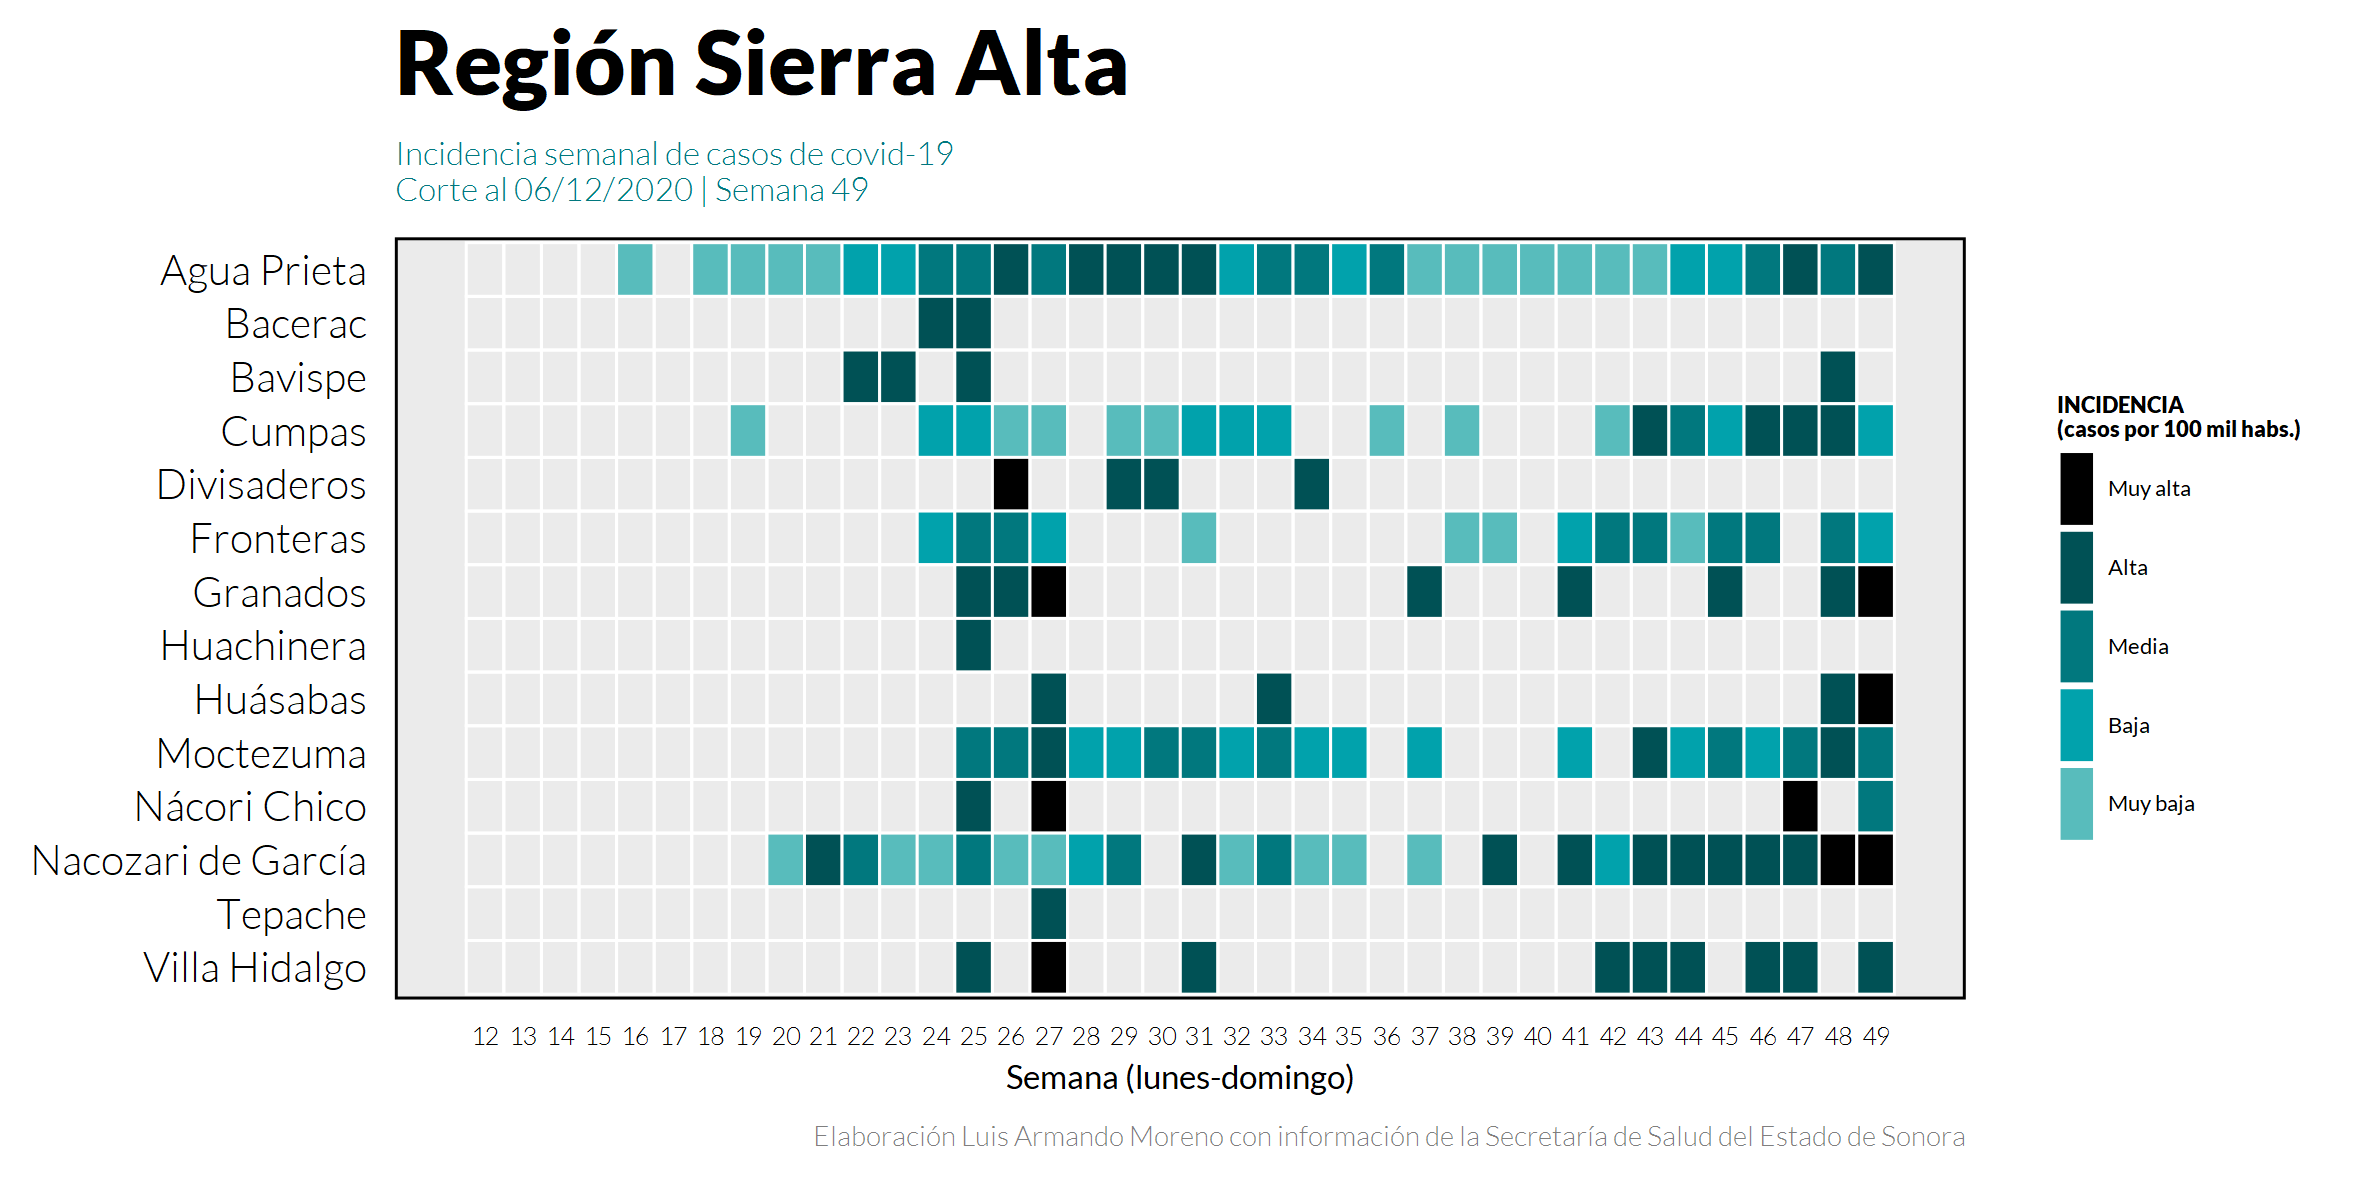 Región Sierra Alta
Incidencia semanal de casos de covid-19
Corte al 06/12/2020 | Semana 49
Agua Prieta
Bacerac
Bavispe
Cumpas
Divisaderos
Fronteras
Granados
Huachinera
Huásabas
Moctezuma
Nácori Chico
Nacozari de García
Tepache
Villa Hidalgo
12 13 14 15 16 17 18 19 20 21 22 23 24 25 26 27 28 29 30 31 32 33 34 35 36 37 38 39 40 41 42 43 44 45 46 47 48 49
Semana (lunes-domingo)
INCIDENCIA
(casos por 100 mil habs.)
Muy alta
Alta
Media
Baja
Muy baja
Elaboración Luis Armando Moreno con información de la Secretaría de Salud del Estado de Sonora